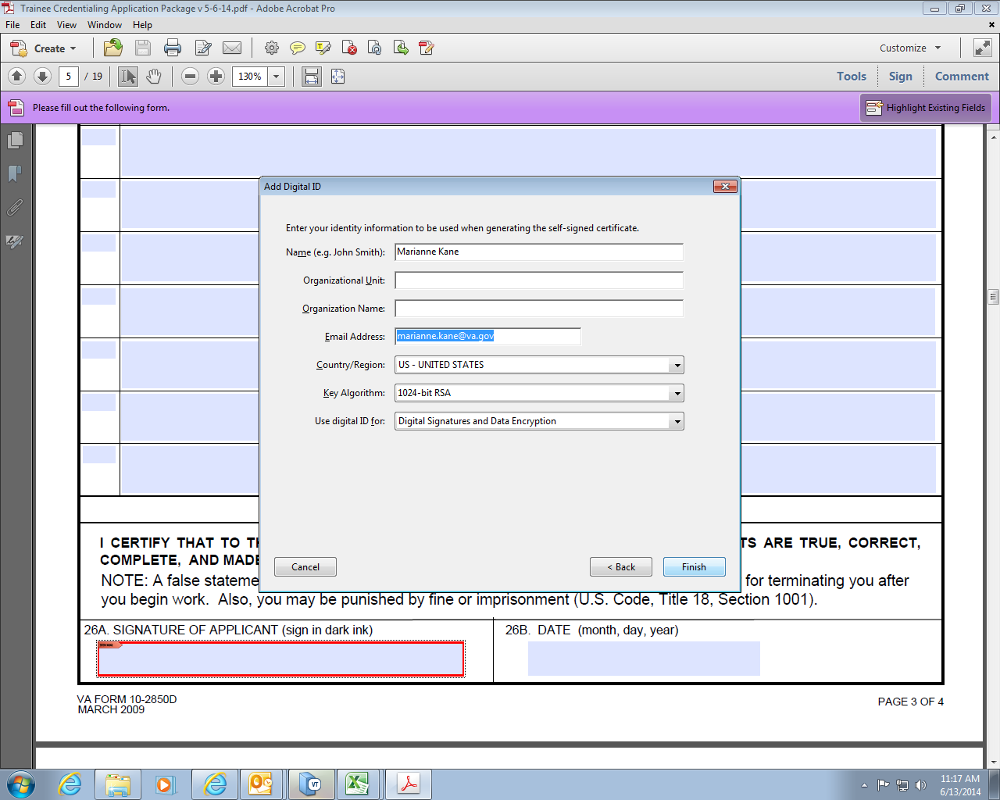 Trainee Credentialing Application Package v 5-6-14.pdf - Adobe Acrobat Pro
File Edit View Window Help
Create Customize
5 / 19 130% Tools Sign Comment
Please fill out the following form. Highlight Existing Fields
Add Digital ID
Enter your identity information to be used when generating the self-signed certificate.
Name (e.g. John Smith): Marianne Kane
Organizational Unit:
Organization Name:
Email Address: marianne.kane@va.gov
Country/Region: US - UNITED STATES
Key Algorithm: 1024-bit RSA
Use digital ID for: Digital Signatures and Data Encryption
Cancel < Back Finish
I CERTIFY THAT TO TH TS ARE TRUE, CORRECT,
COMPLETE, AND MADE
NOTE: A false stateme for terminating you after
you begin work. Also, you may be punished by fine or imprisonment (U.S. Code, Title 18, Section 1001).
26A. SIGNATURE OF APPLICANT (sign in dark ink) 26B. DATE (month, day, year)
VA FORM 10-2850D
MARCH 2009 PAGE 3 OF 4
VT
11:17 AM
6/13/2014